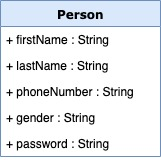 Person
+ firstName : String
+ lastName : String
+ phoneNumber : String
+ gender : String
+ password : String